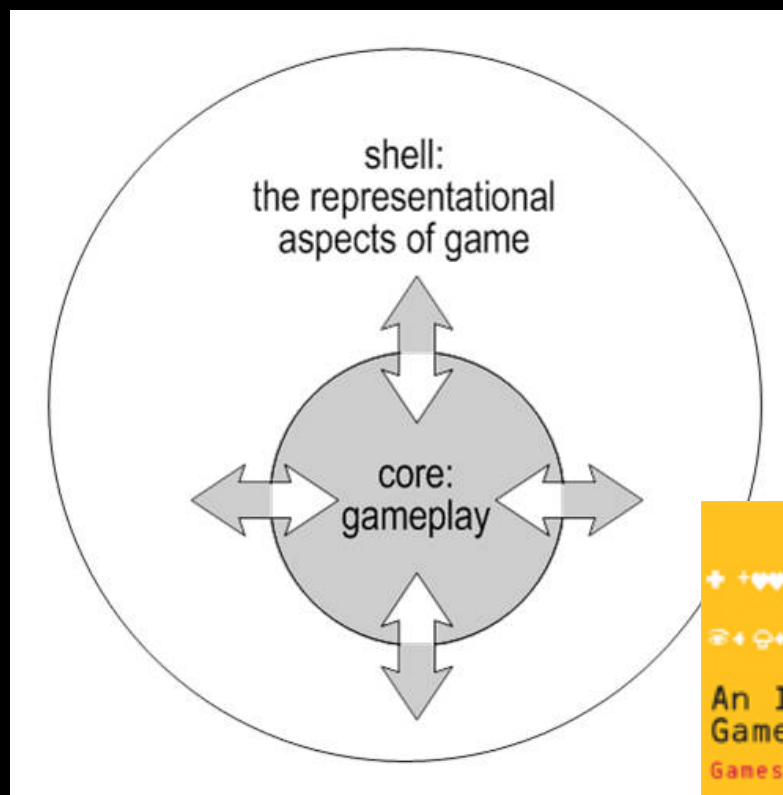 shell:
the representational
aspects of game
core:
gameplay
An
Game
Games